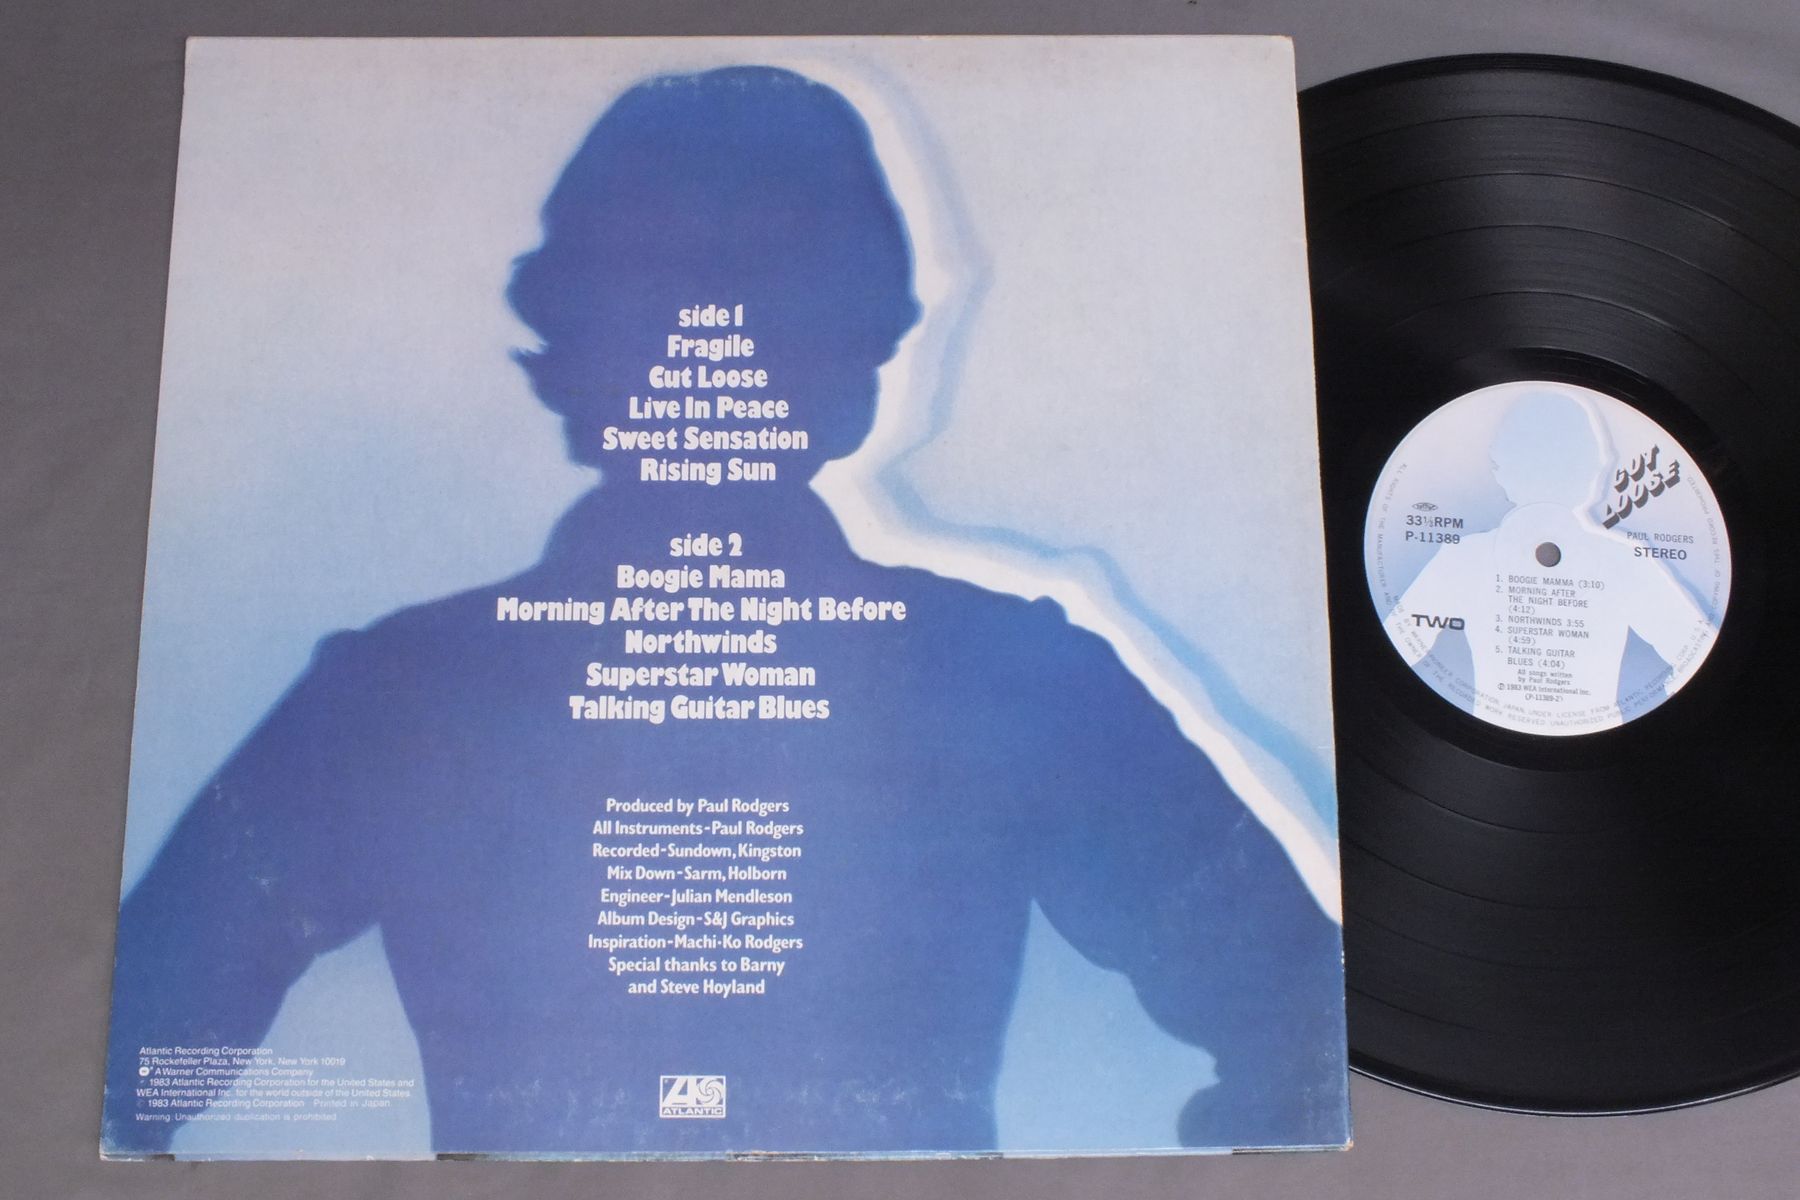 side 1
Fragile
Cut Loose
Live In Peace
Sweet Sensation
Rising Sun
side 2
Boogie Mama
Morning After The Night Before
Northwinds
Superstar Woman
Talking Guitar Blues
Produced by Paul Rodgers
All Instruments-Paul Rodgers
Recorded-Sundown, Kingston
Mix Down-Sarm, Holborn
Engineer-Julian Mendleson
Album Design-S&J Graphics
Inspiration-Machi-Ko Rodgers
Special thanks to Barny
and Steve Hoyland
Atlantic Recording Corporation
75 Rockefeller Plaza, New York, New York 10019
A Warner Communications Company
1983 Atlantic Recording Corporation for the United States and
WEA International Inc. for the world outside of the United States.
1983 Atlantic Recording Corporation Printed in Japan
Warning: Unauthorized duplication is prohibited
ATLANTIC
CUT
LOOSE
33⅓RPM
P-11389
PAUL RODGERS
STEREO
TWO
1. BOOGIE MAMMA (3:10)
2. MORNING AFTER
THE NIGHT BEFORE
(4:12)
3. NORTHWINDS 3:55
4. SUPERSTAR WOMAN
(4:59)
5. TALKING GUITAR
BLUES (4:04)
All songs written
by Paul Rodgers
℗1983 WEA International Inc.
(P-11389-2)